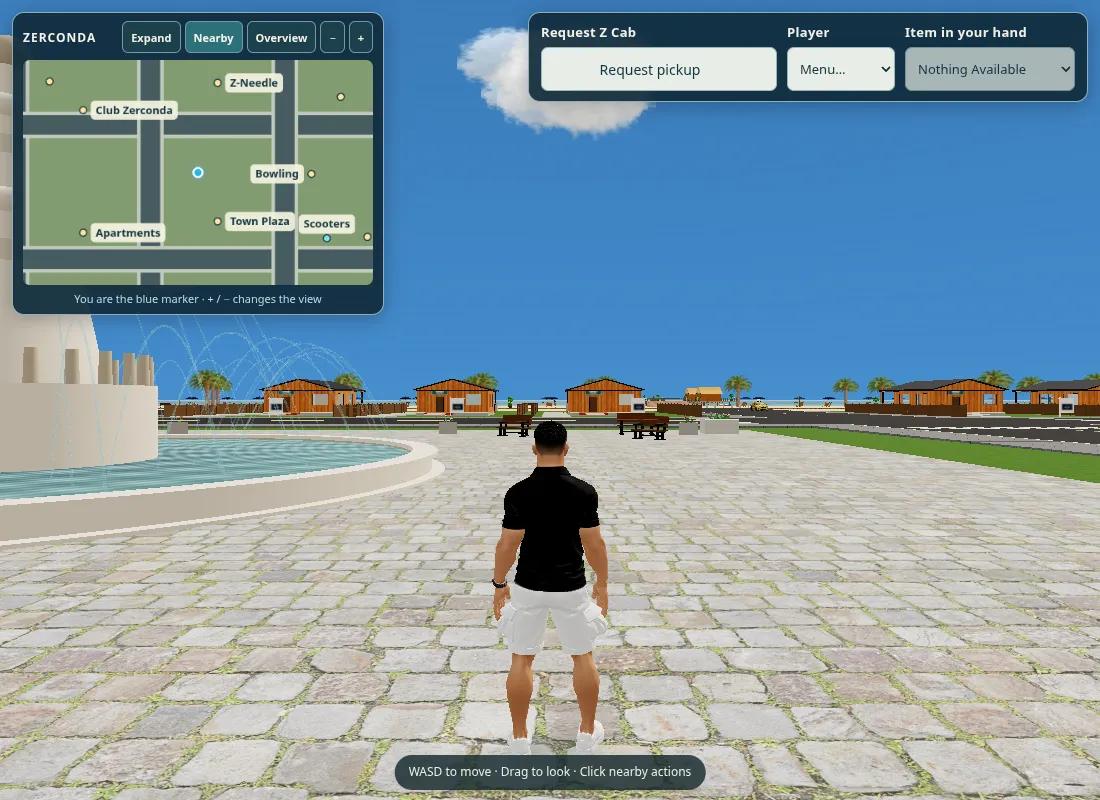 ZERCONDA
Expand
Nearby
Overview
−
+
Z-Needle
Club Zerconda
Bowling
Town Plaza
Scooters
Apartments
You are the blue marker · + / − changes the view
Request Z Cab
Request pickup
Player
Menu...
Item in your hand
Nothing Available
WASD to move · Drag to look · Click nearby actions